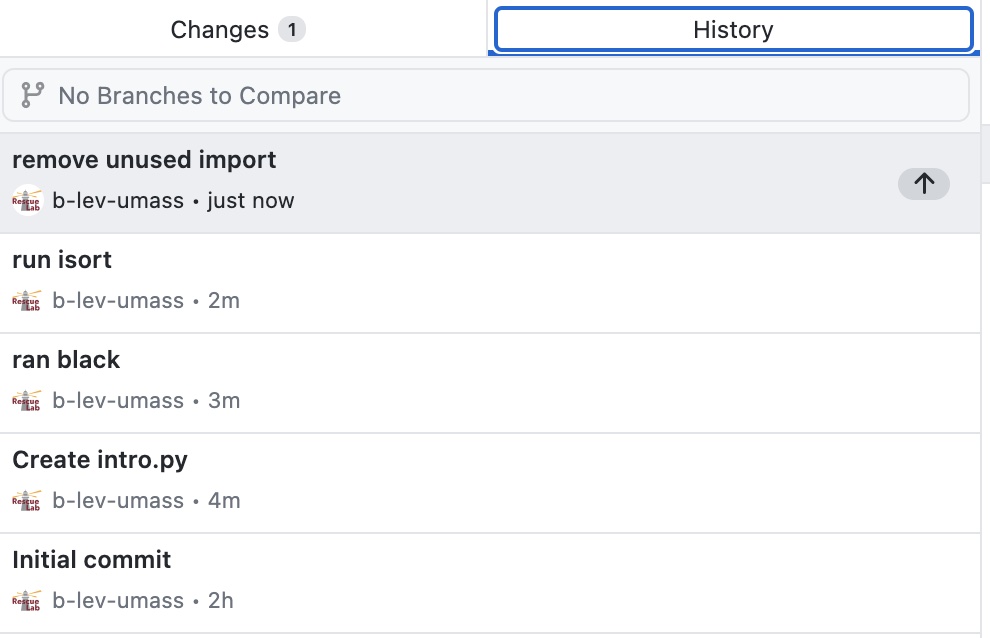 Changes 1
History
No Branches to Compare
remove unused import
Rescue
Lab
b-lev-umass • just now
run isort
Rescue
Lab
b-lev-umass • 2m
ran black
Rescue
Lab
b-lev-umass • 3m
Create intro.py
Rescue
Lab
b-lev-umass • 4m
Initial commit
Rescue
Lab
b-lev-umass • 2h